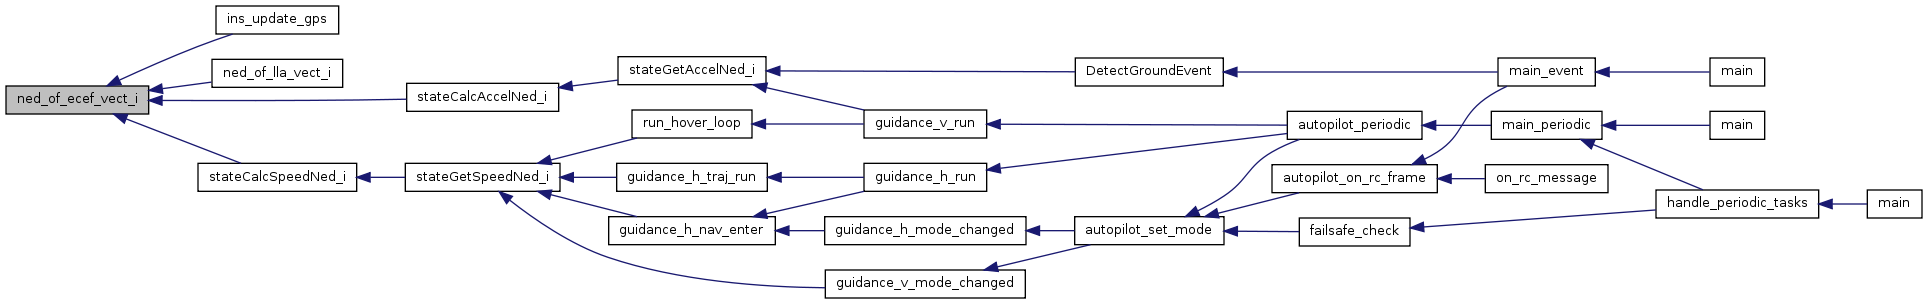 ins_update_gps
ned_of_lla_vect_i
ned_of_ecef_vect_i
stateCalcAccelNed_i
stateGetAccelNed_i
DetectGroundEvent
main_event
main
run_hover_loop
guidance_v_run
autopilot_periodic
main_periodic
main
stateCalcSpeedNed_i
stateGetSpeedNed_i
guidance_h_traj_run
guidance_h_run
autopilot_on_rc_frame
on_rc_message
handle_periodic_tasks
main
guidance_h_nav_enter
guidance_h_mode_changed
autopilot_set_mode
failsafe_check
guidance_v_mode_changed